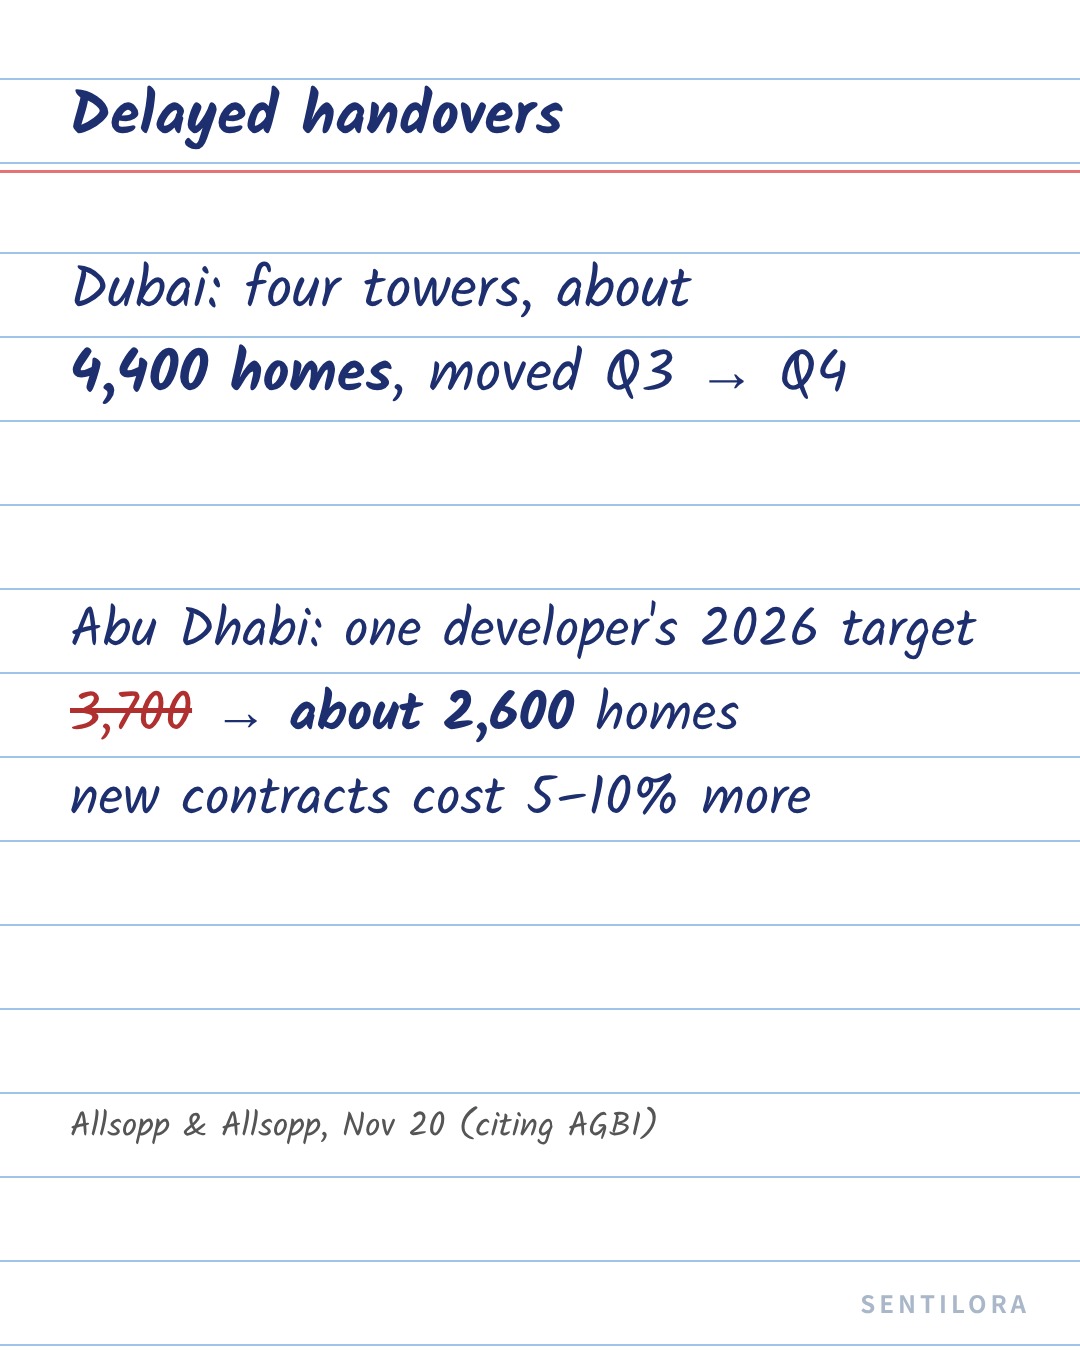 Delayed handovers
Dubai: four towers, about
4,400 homes, moved Q3 → Q4
Abu Dhabi: one developer's 2026 target
3,700 → about 2,600 homes
new contracts cost 5–10% more
Allsopp & Allsopp, Nov 20 (citing AGBI)
SENTILORA